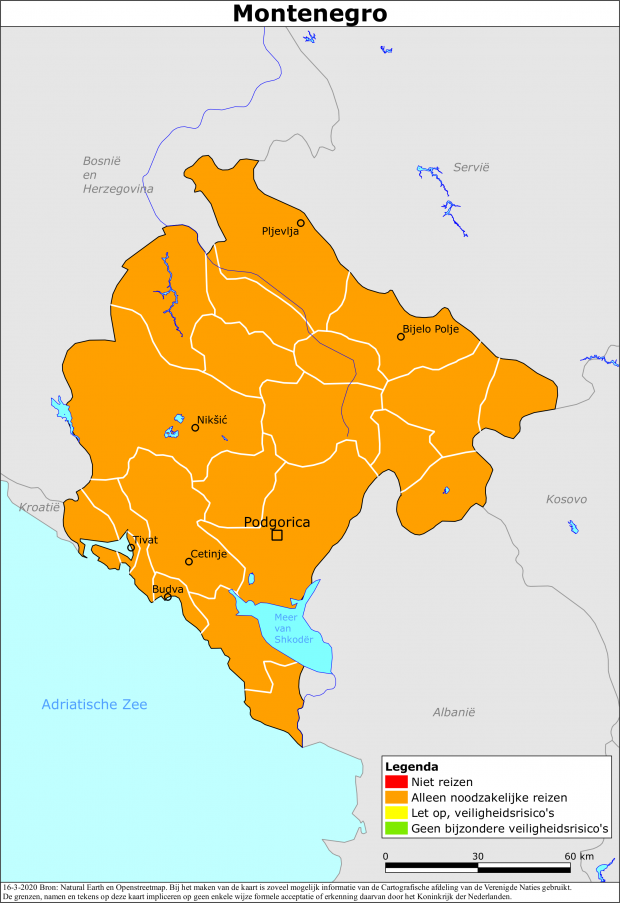 Montenegro
Bosnië
en
Herzegovina
Servië
Pljevlja
Bijelo Polje
Nikšić
Kroatië
Kosovo
Podgorica
Tivat
Cetinje
Budva
Meer
van
Shkodër
Adriatische Zee
Albanië
Legenda
Niet reizen
Alleen noodzakelijke reizen
Let op, veiligheidsrisico's
Geen bijzondere veiligheidsrisico's
0 30 60 km
16-3-2020 Bron: Natural Earth en Openstreetmap. Bij het maken van de kaart is zoveel mogelijk informatie van de Cartografische afdeling van de Verenigde Naties gebruikt.
De grenzen, namen en tekens op deze kaart impliceren op geen enkele wijze formele acceptatie of erkenning daarvan door het Koninkrijk der Nederlanden.